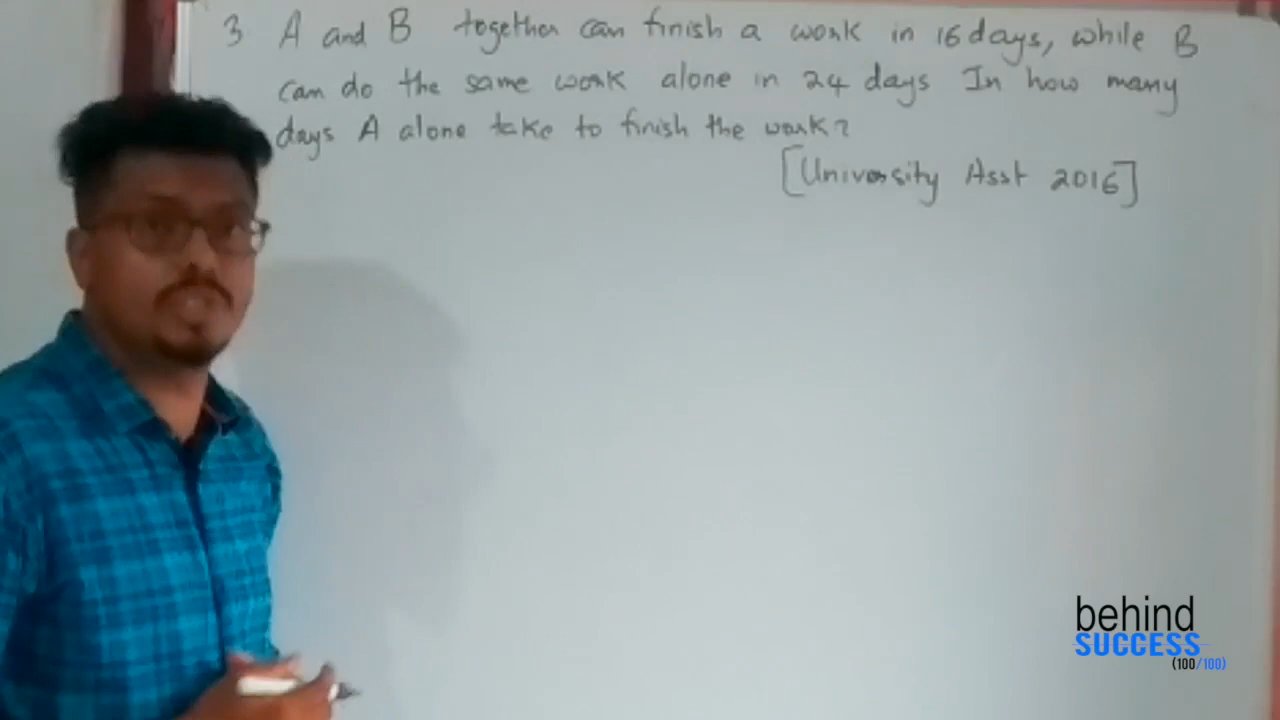 3 A and B together can finish a work in 16 days, while B
can do the same work alone in 24 days In how many
days A alone take to finish the work?
[University Asst 2016]
behind
SUCCESS
(100/100)